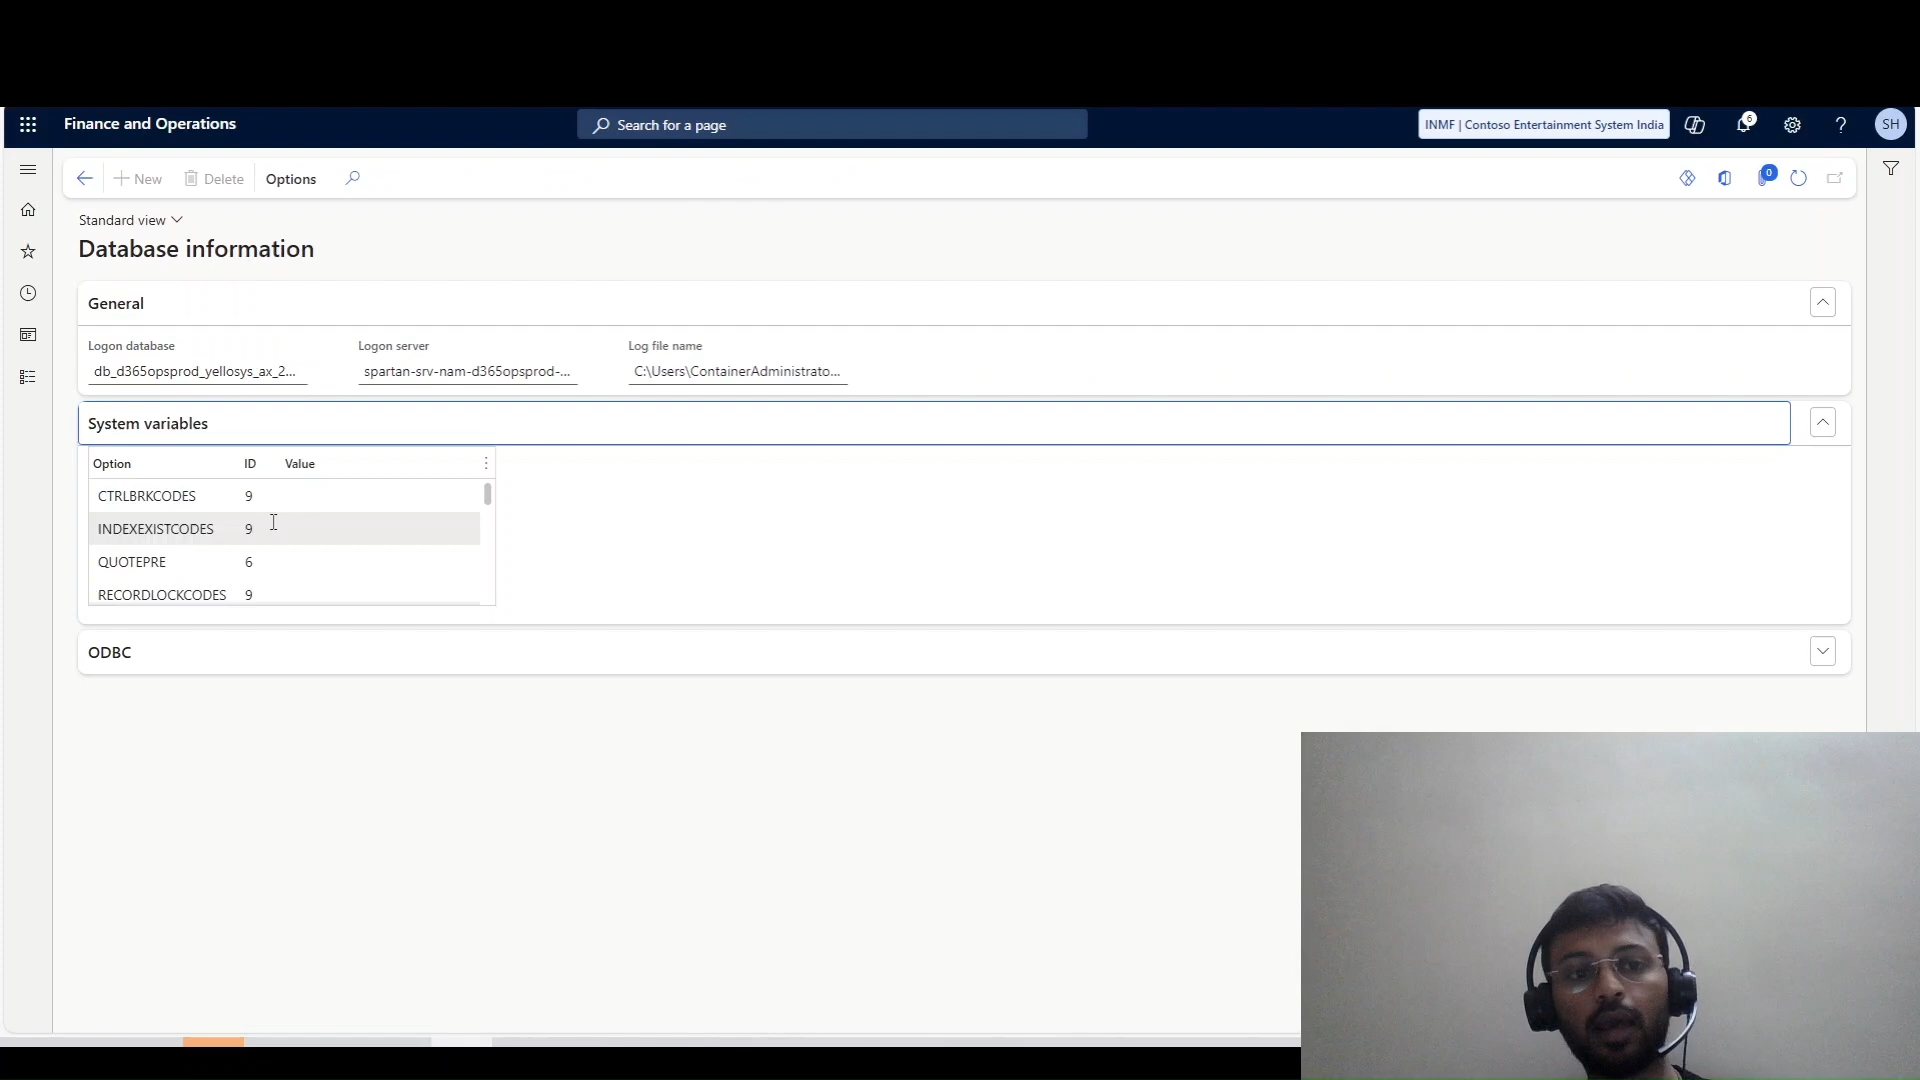 Finance and Operations
Search for a page
INMF | Contoso Entertainment System India
6
?
SH
New
Delete
Options
0
Standard view
Database information
General
Logon database
Logon server
Log file name
db_d365opsprod_yellosys_ax_2...
spartan-srv-nam-d365opsprod-...
C:\Users\ContainerAdministrato...
System variables
Option ID Value
CTRLBRKCODES 9
INDEXEXISTCODES 9
QUOTEPRE 6
RECORDLOCKCODES 9
ODBC